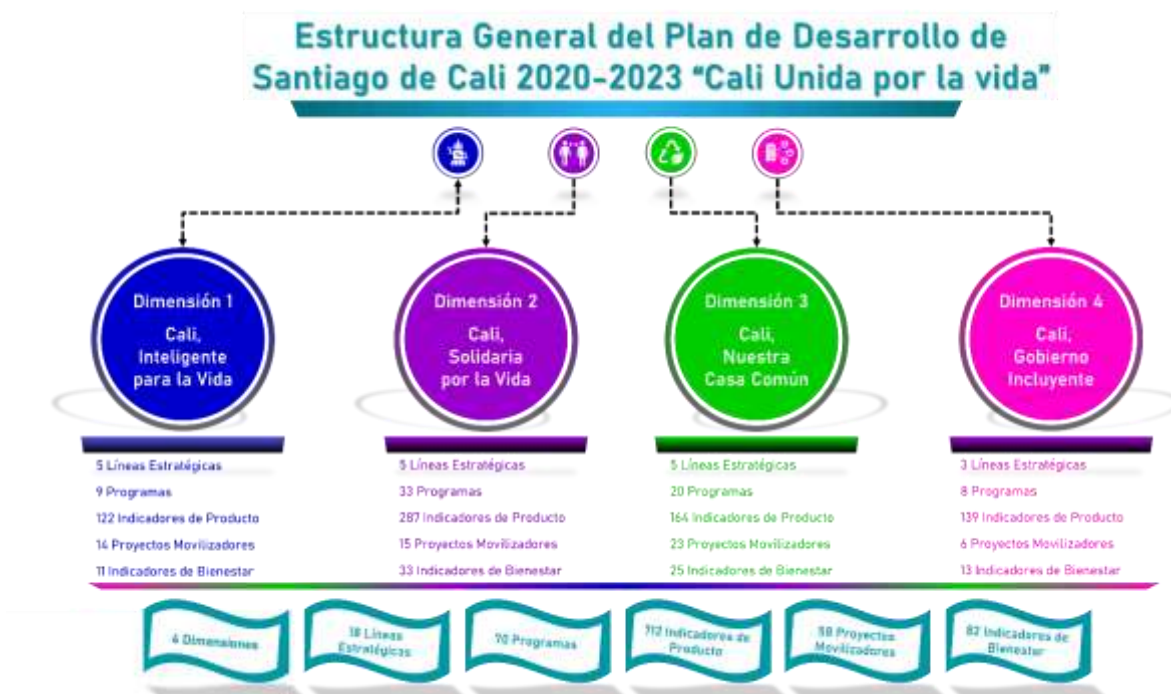 Estructura General del Plan de Desarrollo de
Santiago de Cali 2020-2023 “Cali Unida por la vida”
Dimensión 1
Cali,
Inteligente
para la Vida
Dimensión 2
Cali,
Solidaria
por la Vida
Dimensión 3
Cali,
Nuestra
Casa Común
Dimensión 4
Cali,
Gobierno
Incluyente
5 Líneas Estratégicas
9 Programas
122 Indicadores de Producto
14 Proyectos Movilizadores
11 Indicadores de Bienestar
5 Líneas Estratégicas
33 Programas
287 Indicadores de Producto
15 Proyectos Movilizadores
33 Indicadores de Bienestar
5 Líneas Estratégicas
20 Programas
164 Indicadores de Producto
23 Proyectos Movilizadores
25 Indicadores de Bienestar
3 Líneas Estratégicas
8 Programas
139 Indicadores de Producto
6 Proyectos Movilizadores
13 Indicadores de Bienestar
4 Dimensiones
18 Líneas
Estratégicas
70 Programas
712 Indicadores de
Producto
58 Proyectos
Movilizadores
82 Indicadores de
Bienestar